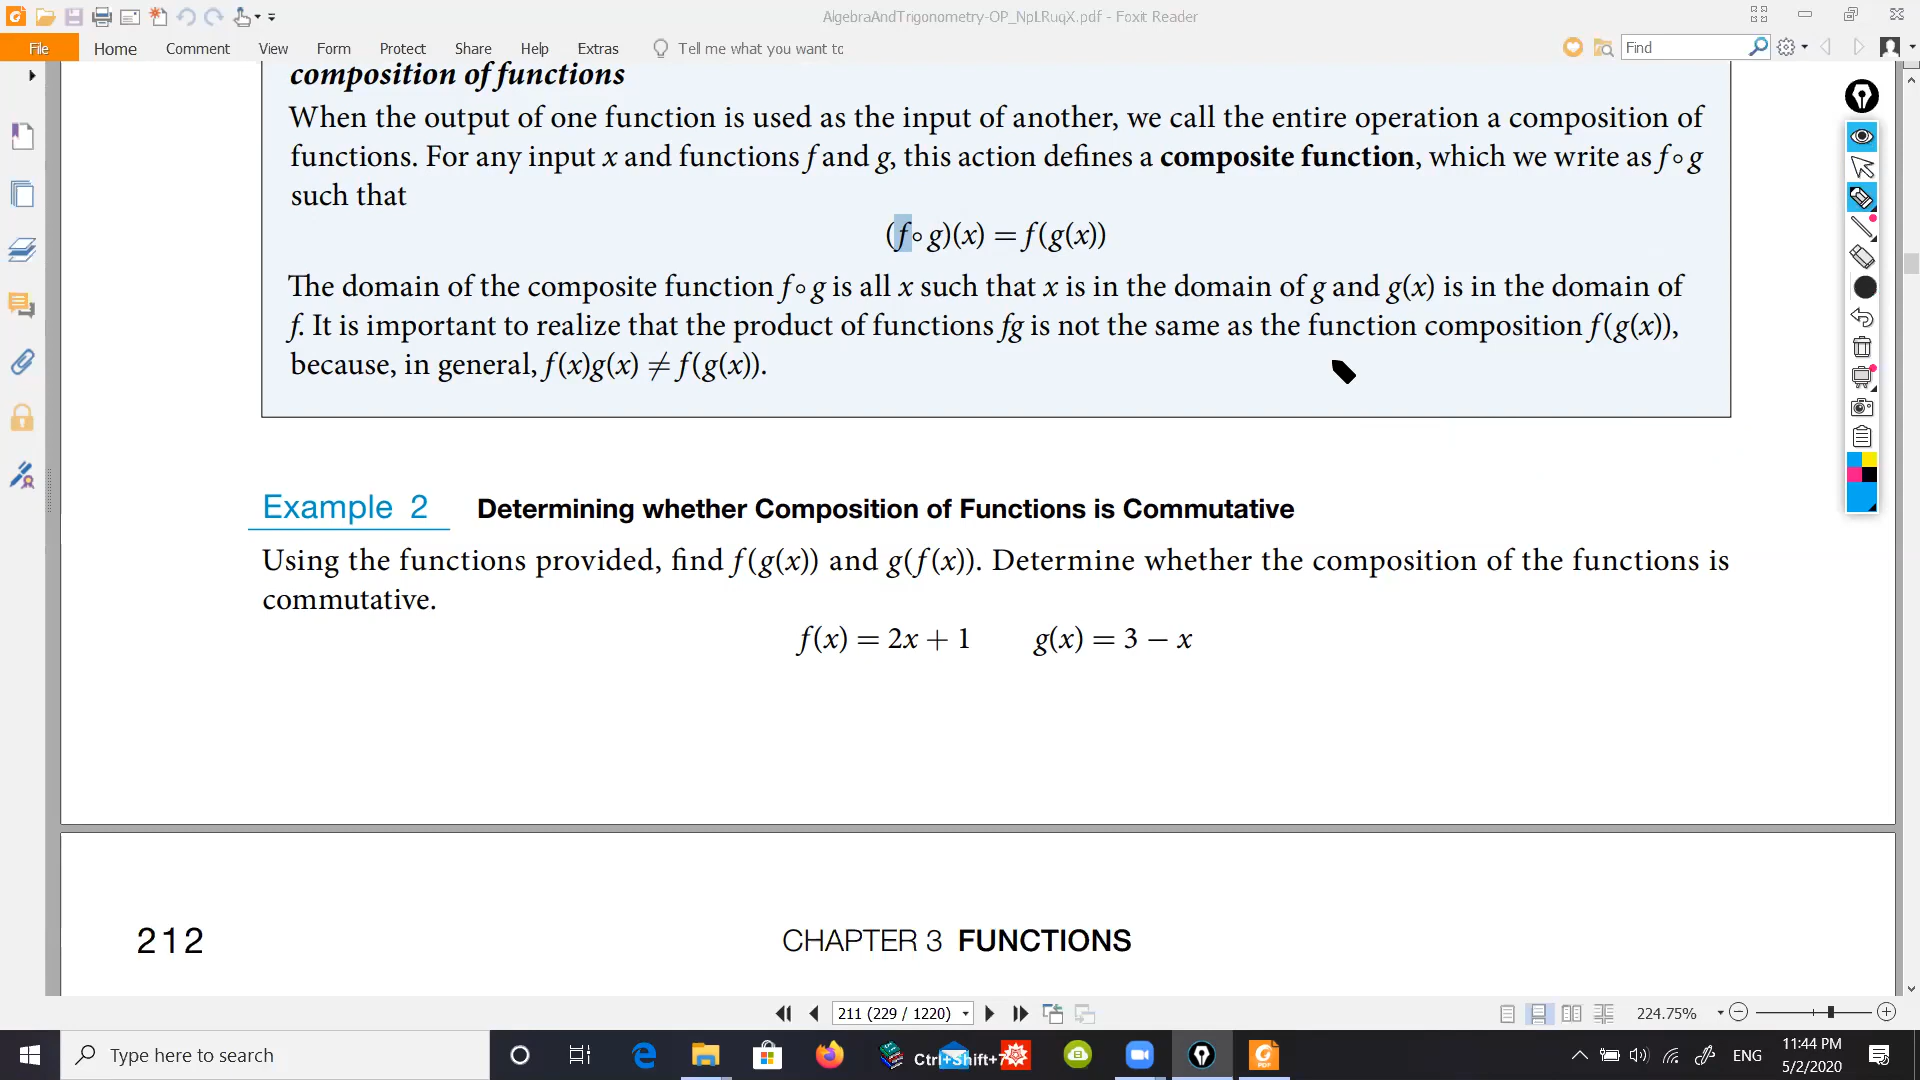 AlgebraAndTrigonometry-OP_NpLRuqX.pdf - Foxit Reader
File Home Comment View Form Protect Share Help Extras Tell me what you want to Find
composition of functions
When the output of one function is used as the input of another, we call the entire operation a composition of
functions. For any input x and functions f and g, this action defines a composite function, which we write as f∘g
such that
(f∘g)(x) = f(g(x))
The domain of the composite function f∘g is all x such that x is in the domain of g and g(x) is in the domain of
f. It is important to realize that the product of functions fg is not the same as the function composition f(g(x)),
because, in general, f(x)g(x) ≠ f(g(x)).
Example 2 Determining whether Composition of Functions is Commutative
Using the functions provided, find f(g(x)) and g(f(x)). Determine whether the composition of the functions is
commutative.
f(x) = 2x + 1 g(x) = 3 − x
212 CHAPTER 3 FUNCTIONS
211 (229 / 1220) 224.75%
Type here to search Ctrl+Shift+7 ENG 11:44 PM
5/2/2020